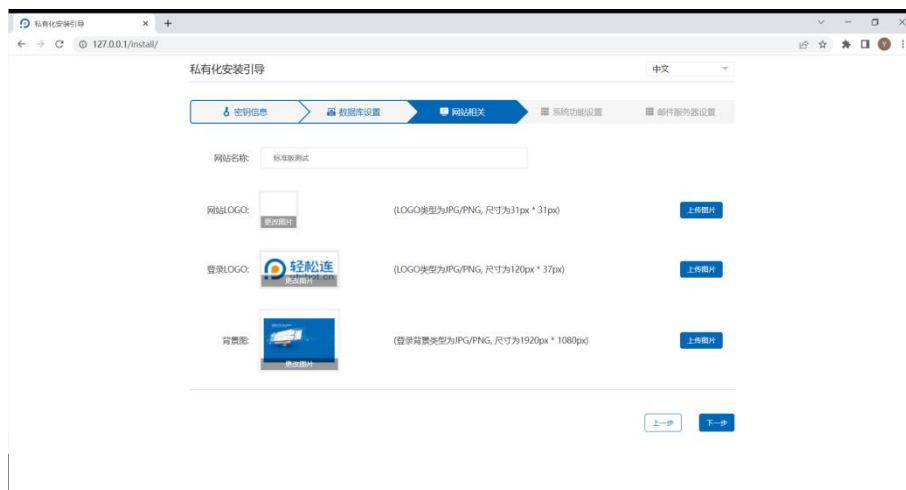 私有化安装引导
127.0.0.1/install/
私有化安装引导
中文
密钥信息
数据库设置
网站相关
系统功能设置
邮件服务器设置
网站名称:
标准版测试
网站LOGO:
更改图片
(LOGO类型为JPG/PNG, 尺寸为31px * 31px)
上传图片
登录LOGO:
轻松连
更改图片
(LOGO类型为JPG/PNG, 尺寸为120px * 37px)
上传图片
背景图:
更改图片
(登录背景类型为JPG/PNG, 尺寸为1920px * 1080px)
上传图片
上一步
下一步